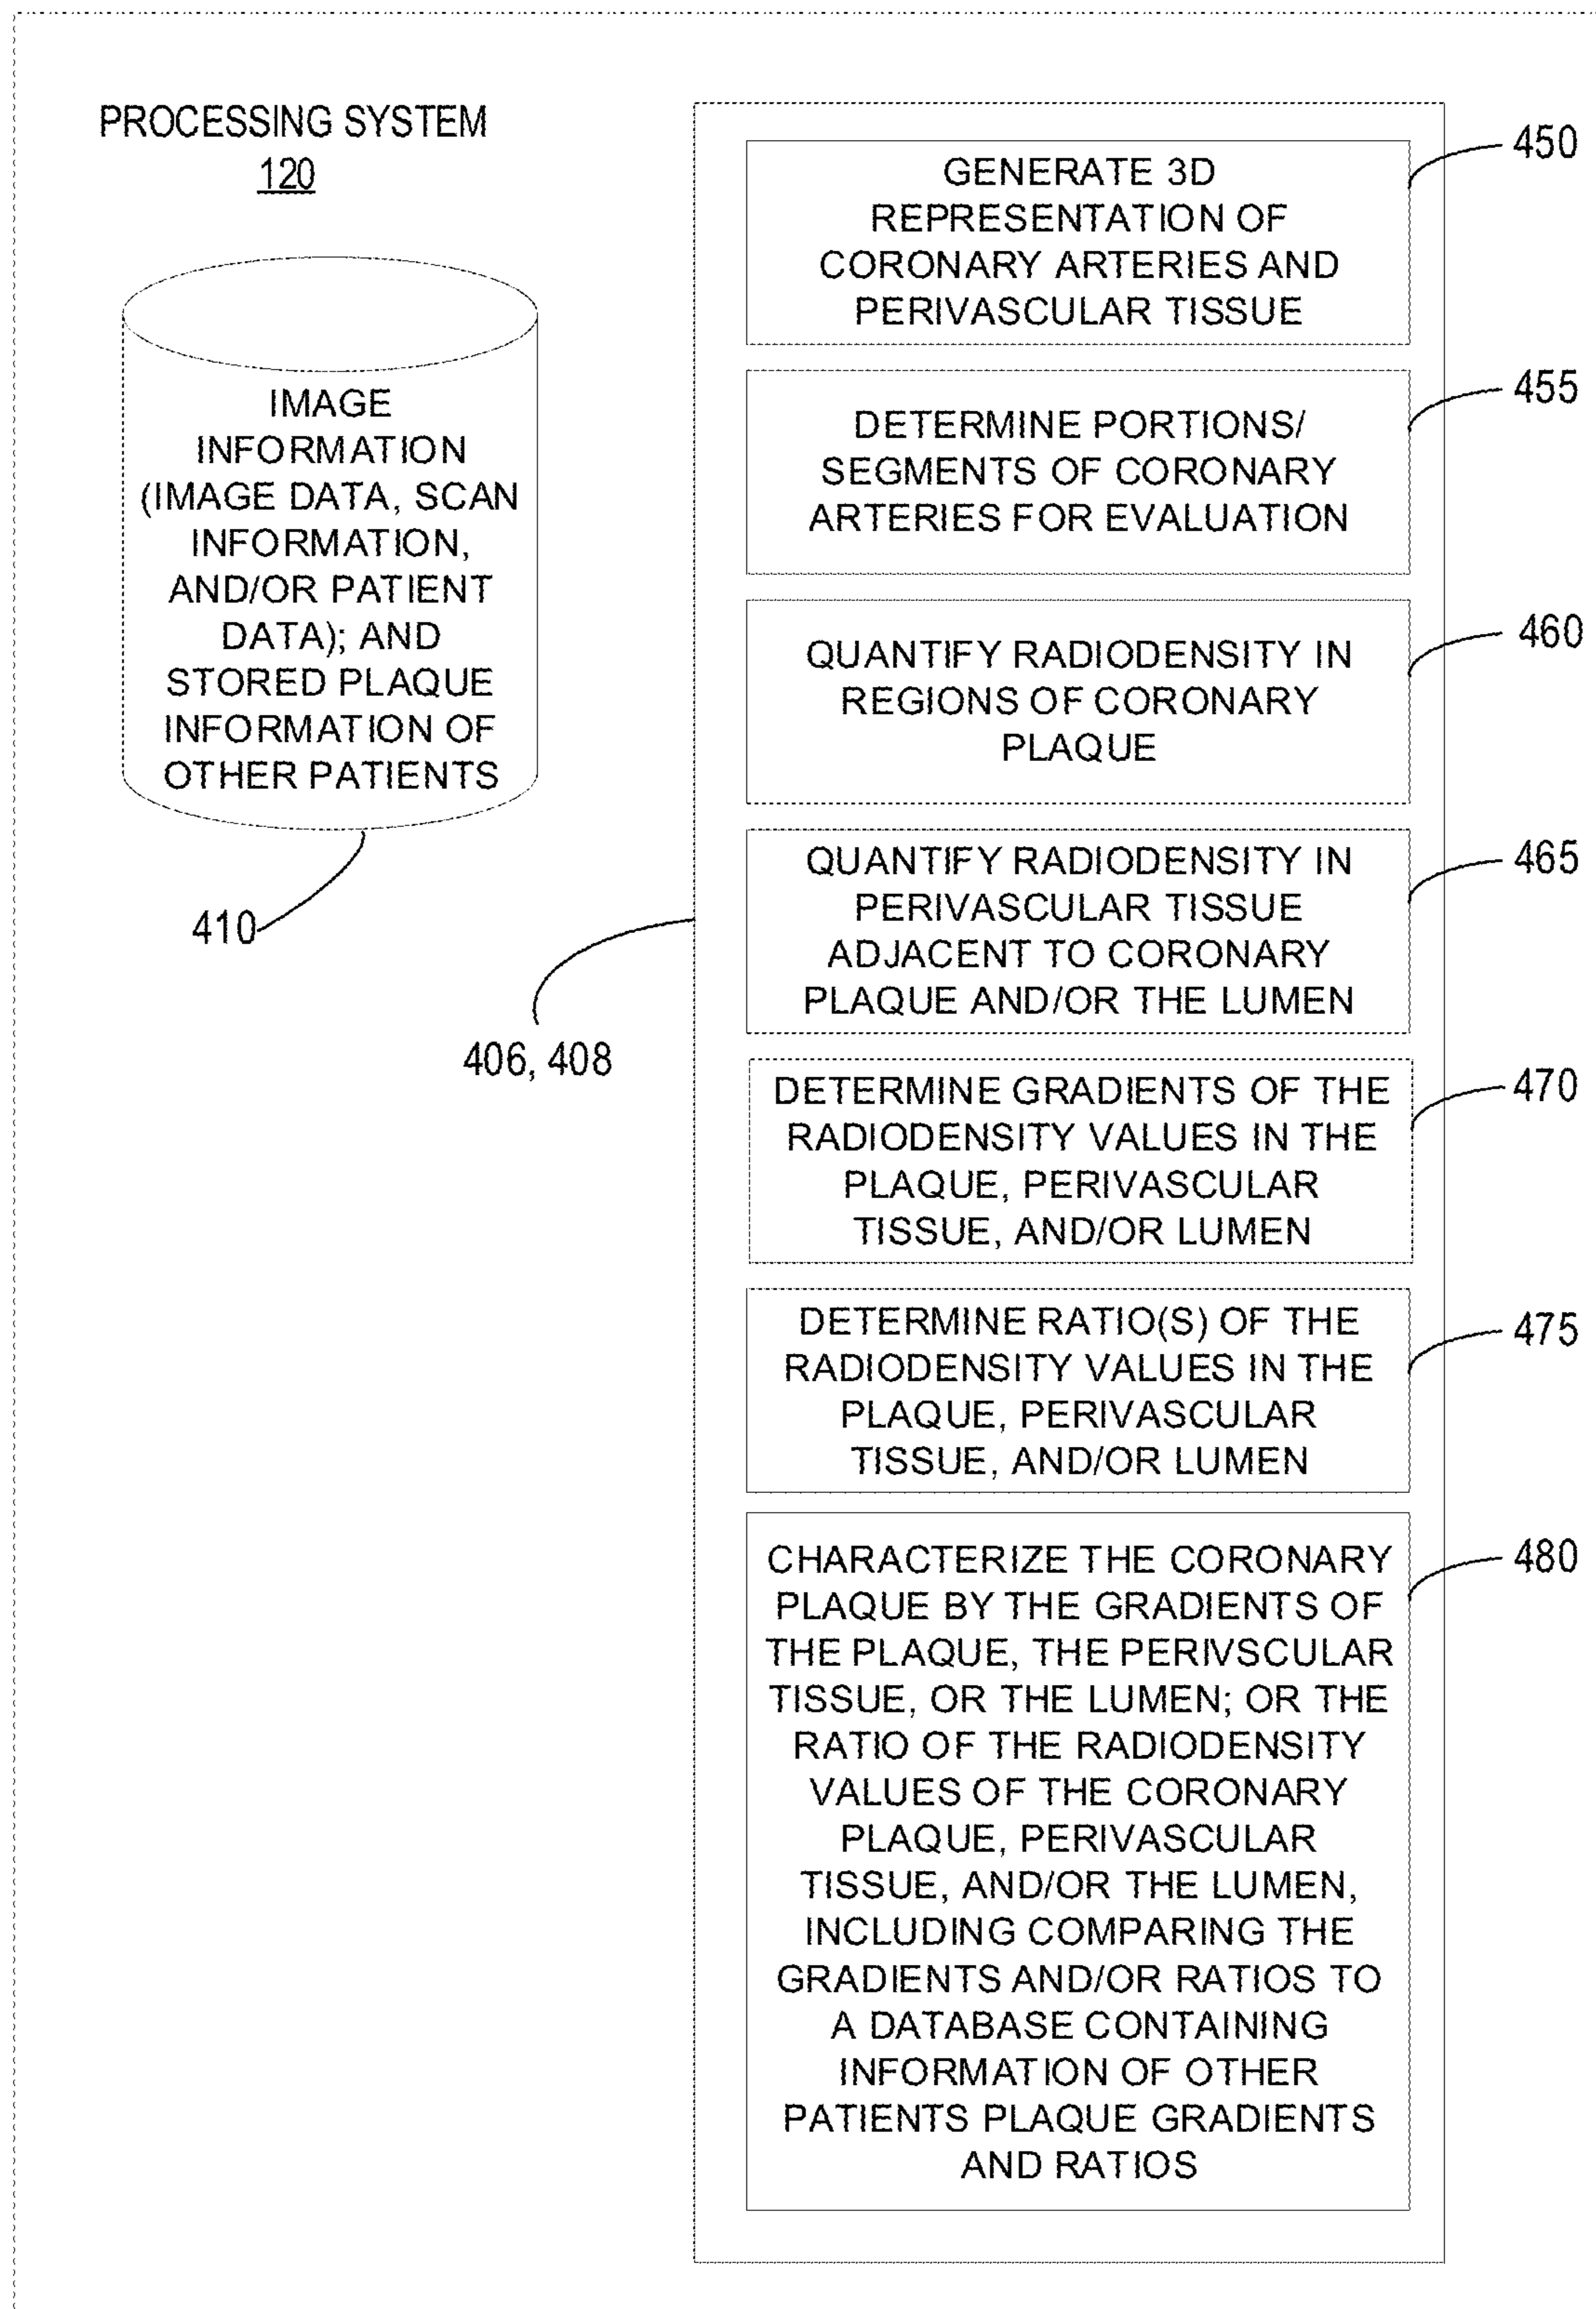 PROCESSING SYSTEM
120
IMAGE
INFORMATION
(IMAGE DATA, SCAN
INFORMATION,
AND/OR PATIENT
DATA); AND
STORED PLAQUE
INFORMATION OF
OTHER PATIENTS
410
406, 408
GENERATE 3D
REPRESENTATION OF
CORONARY ARTERIES AND
PERIVASCULAR TISSUE
450
DETERMINE PORTIONS/
SEGMENTS OF CORONARY
ARTERIES FOR EVALUATION
455
QUANTIFY RADIODENSITY IN
REGIONS OF CORONARY
PLAQUE
460
QUANTIFY RADIODENSITY IN
PERIVASCULAR TISSUE
ADJACENT TO CORONARY
PLAQUE AND/OR THE LUMEN
465
DETERMINE GRADIENTS OF THE
RADIODENSITY VALUES IN THE
PLAQUE, PERIVASCULAR
TISSUE, AND/OR LUMEN
470
DETERMINE RATIO(S) OF THE
RADIODENSITY VALUES IN THE
PLAQUE, PERIVASCULAR
TISSUE, AND/OR LUMEN
475
CHARACTERIZE THE CORONARY
PLAQUE BY THE GRADIENTS OF
THE PLAQUE, THE PERIVSCULAR
TISSUE, OR THE LUMEN; OR THE
RATIO OF THE RADIODENSITY
VALUES OF THE CORONARY
PLAQUE, PERIVASCULAR
TISSUE, AND/OR THE LUMEN,
INCLUDING COMPARING THE
GRADIENTS AND/OR RATIOS TO
A DATABASE CONTAINING
INFORMATION OF OTHER
PATIENTS PLAQUE GRADIENTS
AND RATIOS
480